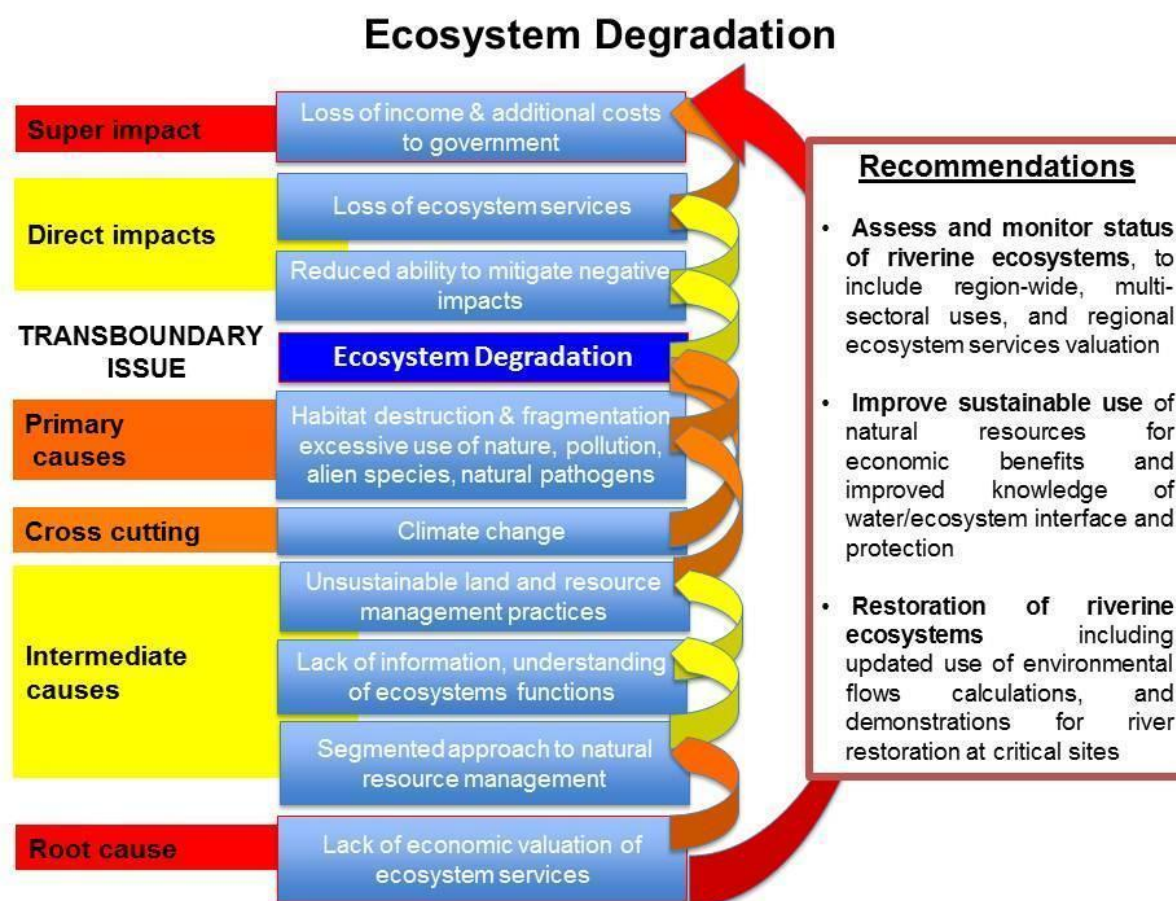 Ecosystem Degradation
Super impact
Loss of income & additional costs
to government
Direct impacts
Loss of ecosystem services
Reduced ability to mitigate negative
impacts
TRANSBOUNDARY
ISSUE
Ecosystem Degradation
Primary
causes
Habitat destruction & fragmentation
excessive use of nature, pollution,
alien species, natural pathogens
Cross cutting
Climate change
Intermediate
causes
Unsustainable land and resource
management practices
Lack of information, understanding
of ecosystems functions
Segmented approach to natural
resource management
Root cause
Lack of economic valuation of
ecosystem services
Recommendations
• Assess and monitor status
of riverine ecosystems, to
include region-wide, multi-
sectoral uses, and regional
ecosystem services valuation
• Improve sustainable use of
natural resources for
economic benefits and
improved knowledge of
water/ecosystem interface and
protection
• Restoration of riverine
ecosystems including
updated use of environmental
flows calculations, and
demonstrations for river
restoration at critical sites